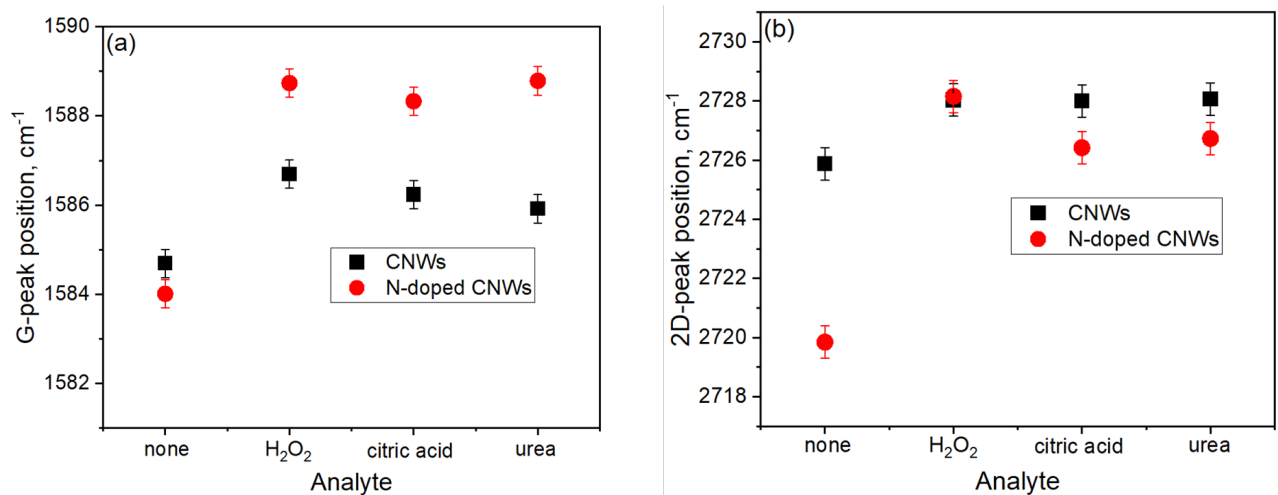 (a)
G-peak position, cm⁻¹
1590
1588
1586
1584
1582
CNWs
N-doped CNWs
none
H₂O₂
citric acid
urea
Analyte
(b)
2D-peak position, cm⁻¹
2730
2728
2726
2724
2722
2720
2718
CNWs
N-doped CNWs
none
H₂O₂
citric acid
urea
Analyte